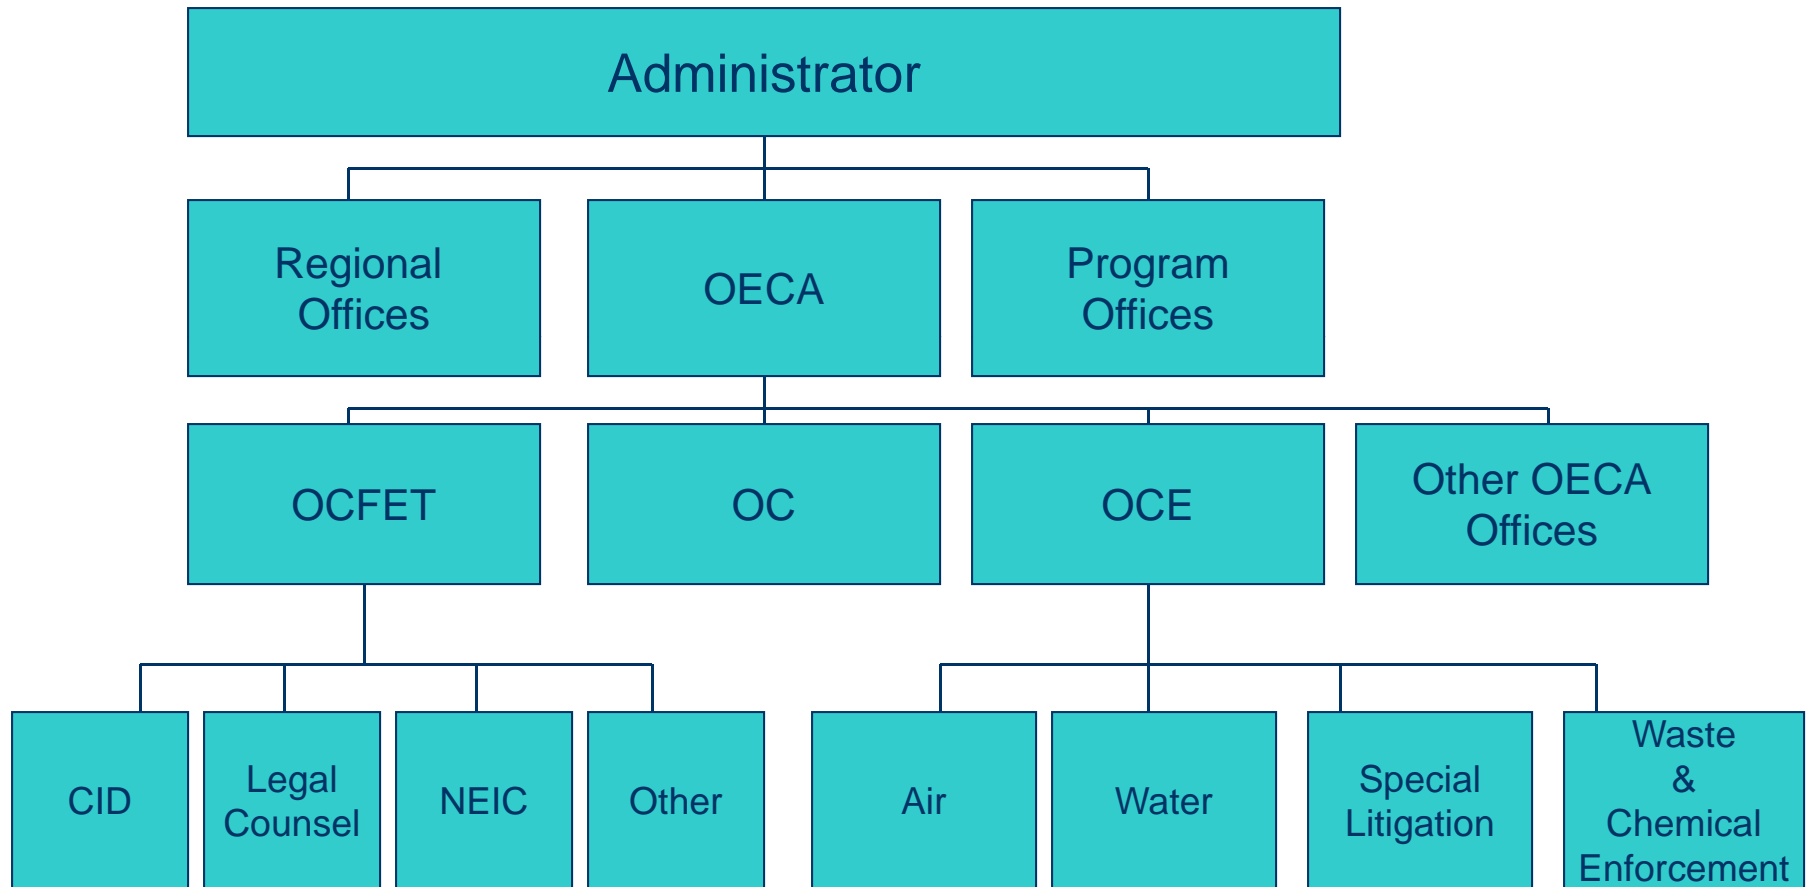 Administrator
Regional
Offices
OECA
Program
Offices
OCFET
OC
OCE
Other OECA
Offices
CID
Legal
Counsel
NEIC
Other
Air
Water
Special
Litigation
Waste
&
Chemical
Enforcement